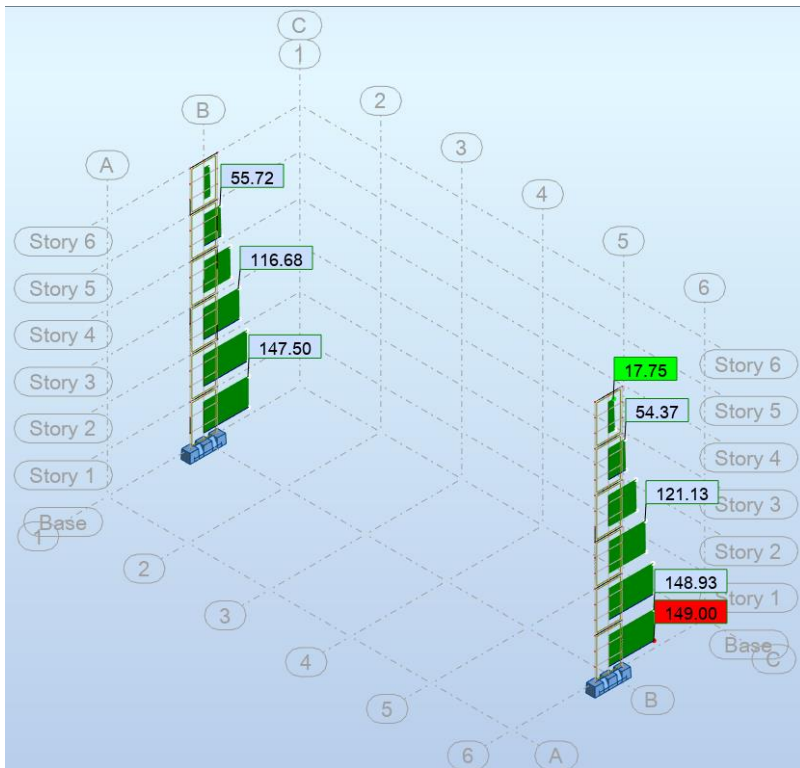 C
1
2
B
3
A
4
5
6
55.72
Story 6
116.68
Story 5
Story 4
147.50
Story 3
Story 2
Story 1
Base
1
2
3
4
5
6
17.75
Story 6
54.37
Story 5
Story 4
121.13
Story 3
Story 2
148.93
Story 1
149.00
Base
C
B
A